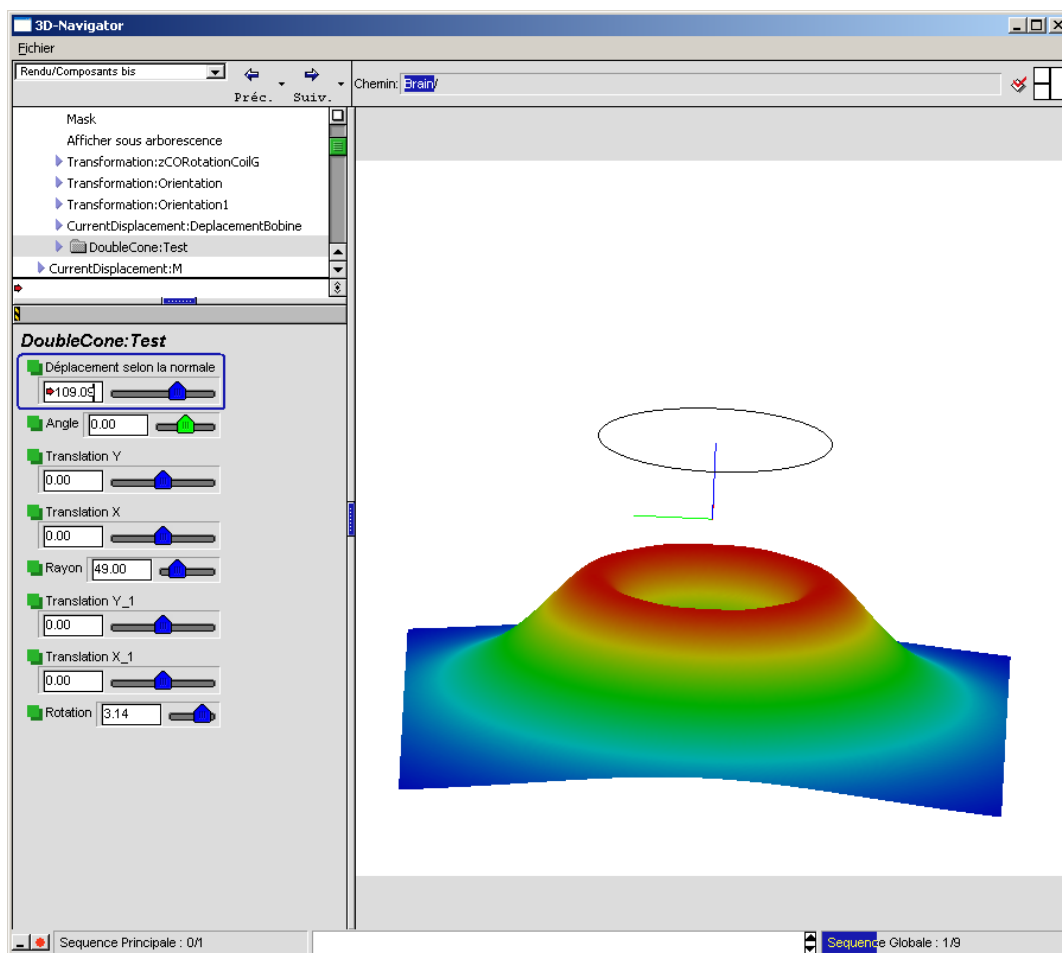 3D-Navigator
Fichier
Rendu/Composants bis
Préc. Suiv.
Chemin: Brain/
Mask
Afficher sous arborescence
Transformation:zCORotationCoilG
Transformation:Orientation
Transformation:Orientation1
CurrentDisplacement:DeplacementBobine
DoubleCone:Test
CurrentDisplacement:M
DoubleCone:Test
Déplacement selon la normale
109.09
Angle 0.00
Translation Y
0.00
Translation X
0.00
Rayon 49.00
Translation Y_1
0.00
Translation X_1
0.00
Rotation 3.14
Sequence Principale : 0/1
Sequence Globale : 1/9